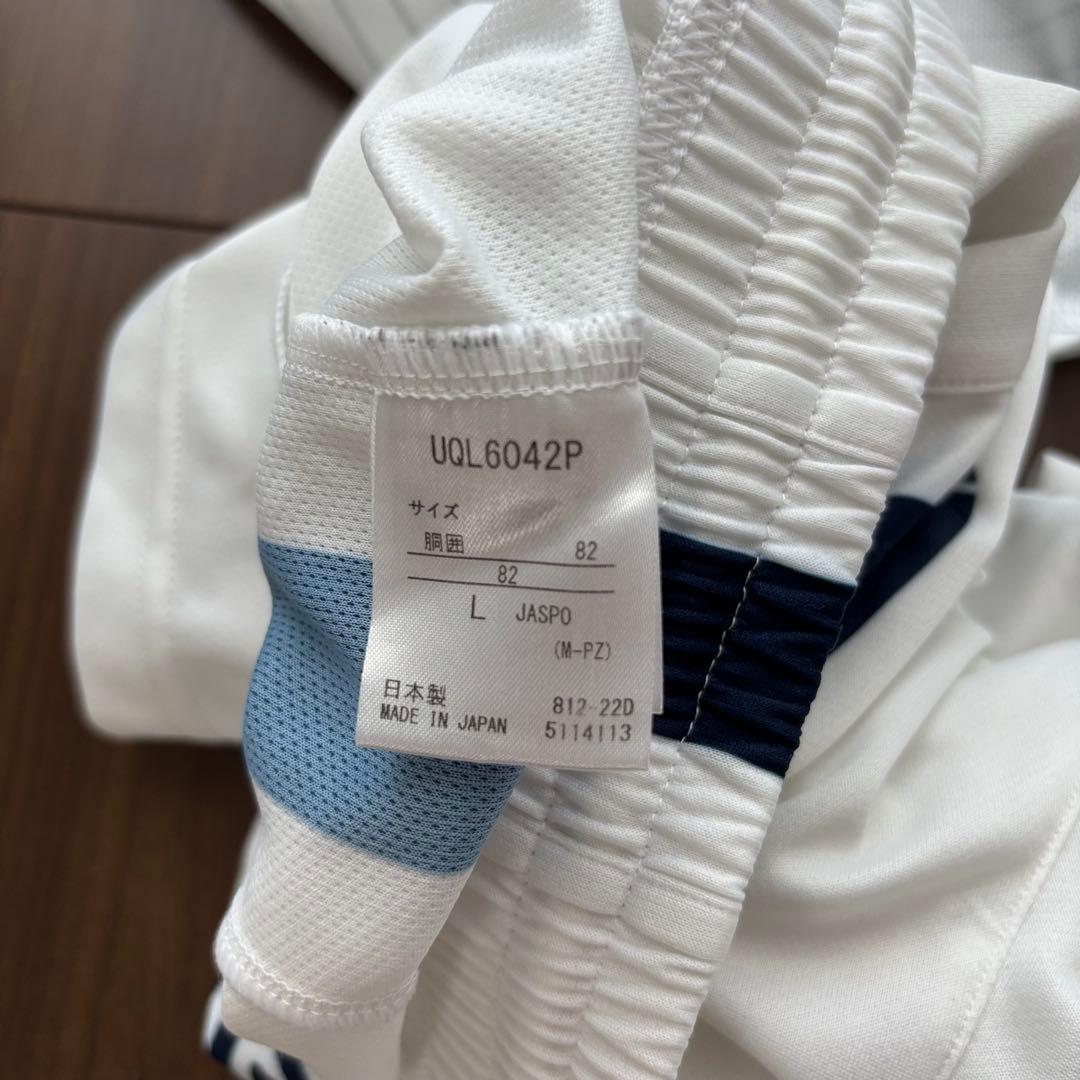 UQL6042P
サイズ
胴囲 82
82
L JASPO
(M-PZ)
日本製 812-22D
MADE IN JAPAN 5114113